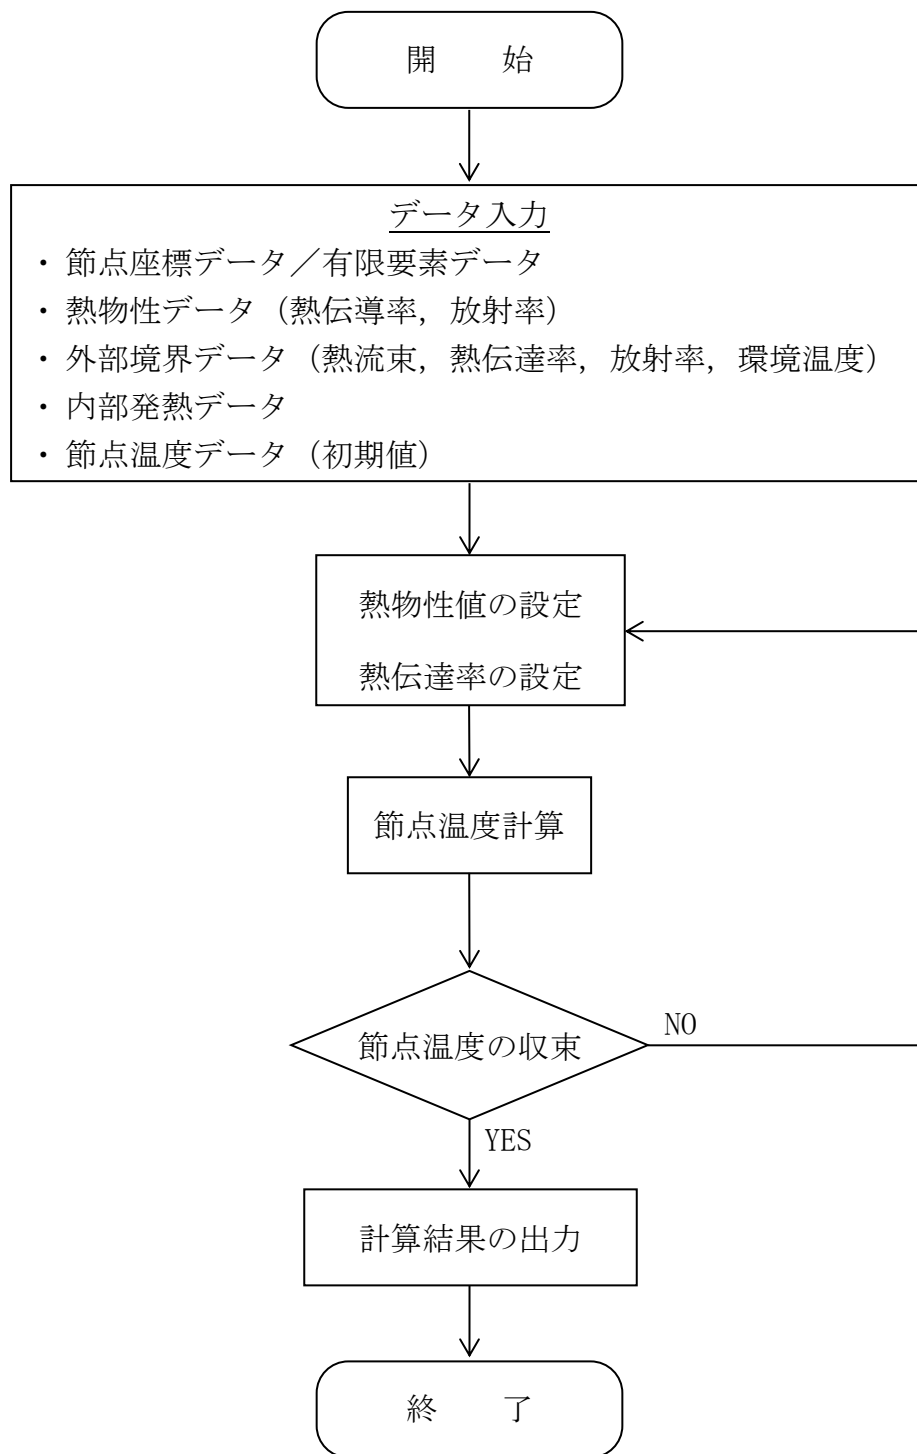 開　　始
データ入力
・ 節点座標データ／有限要素データ
・ 熱物性データ（熱伝導率，放射率）
・ 外部境界データ（熱流束，熱伝達率，放射率，環境温度）
・ 内部発熱データ
・ 節点温度データ（初期値）
熱物性値の設定
熱伝達率の設定
節点温度計算
節点温度の収束
NO
YES
計算結果の出力
終　　了